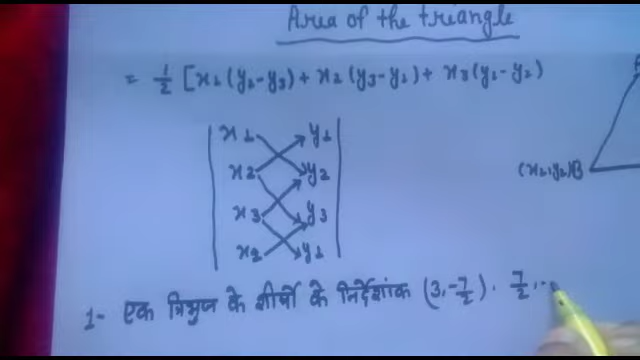 Area of the triangle
= 1/2 [x1(y2-y3) + x2(y3-y1) + x3(y1-y2)
x1 y1
x2 y2
x3 y3
x2 y1
(x2, y2)B
1- एक त्रिभुज के शीर्षो के निर्देशांक (3, -7/2), 7/2, -